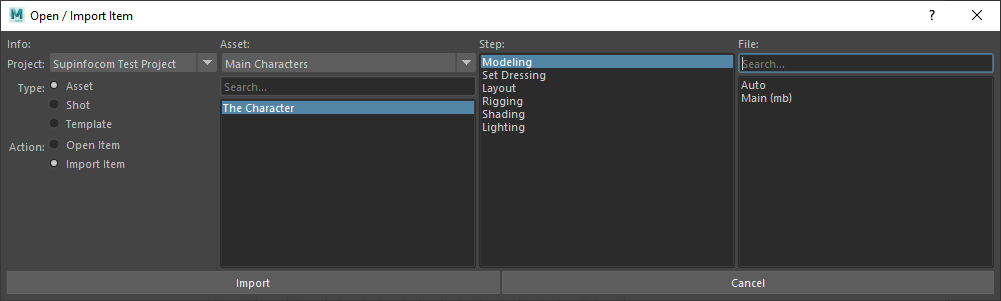 Open / Import Item
?
Info:
Project: Supinfocom Test Project
Type: Asset
Shot
Template
Action: Open Item
Import Item
Asset:
Main Characters
Search...
The Character
Step:
Modeling
Set Dressing
Layout
Rigging
Shading
Lighting
File:
Search...
Auto
Main (mb)
Import
Cancel